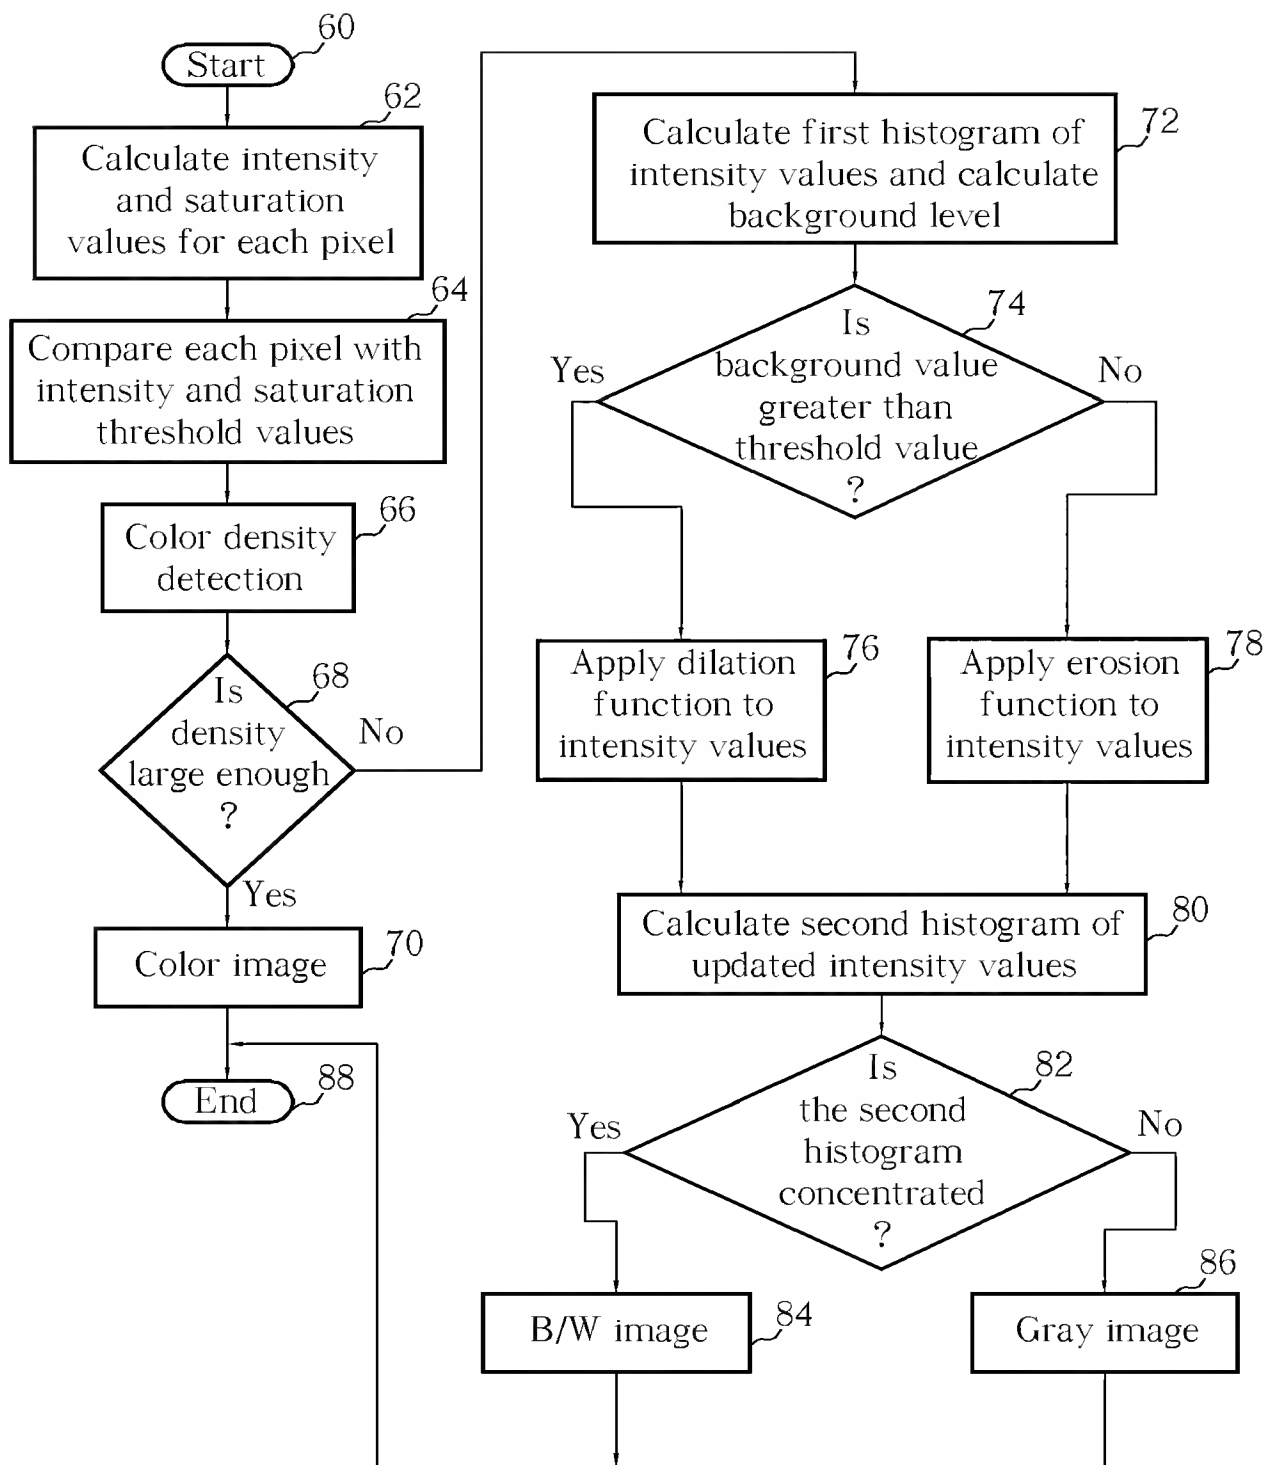 60
Start
62
Calculate intensity
and saturation
values for each pixel
64
Compare each pixel with
intensity and saturation
threshold values
66
Color density
detection
68
Is
density
large enough
?
No
Yes
70
Color image
88
End
72
Calculate first histogram of
intensity values and calculate
background level
74
Is
background value
greater than
threshold value
?
Yes
No
76
Apply dilation
function to
intensity values
78
Apply erosion
function to
intensity values
80
Calculate second histogram of
updated intensity values
82
Is
the second
histogram
concentrated
?
Yes
No
84
B/W image
86
Gray image